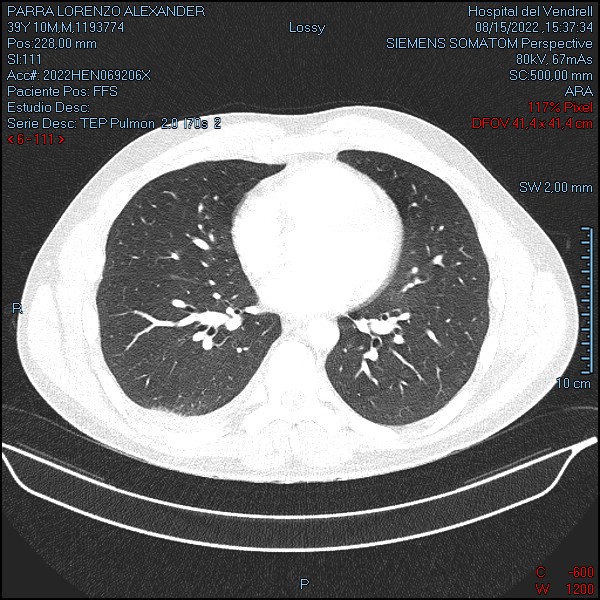 PARRA LORENZO ALEXANDER
39Y 10M,M,1193774
Pos:228.00 mm
SI:111
Acc#: 2022HEN069206X
Paciente Pos: FFS
Estudio Desc:
Serie Desc: TEP Pulmon 2.0 I70s 2
< 6 - 111 >
Lossy
Hospital del Vendrell
08/15/2022 ,15:37:34
SIEMENS SOMATOM Perspective
80kV, 67mAs
SC:500,00 mm
ARA
117% Pixel
DFOV 41,4 x 41,4 cm
SW 2,00 mm
R
10 cm
P
C -600
W 1200